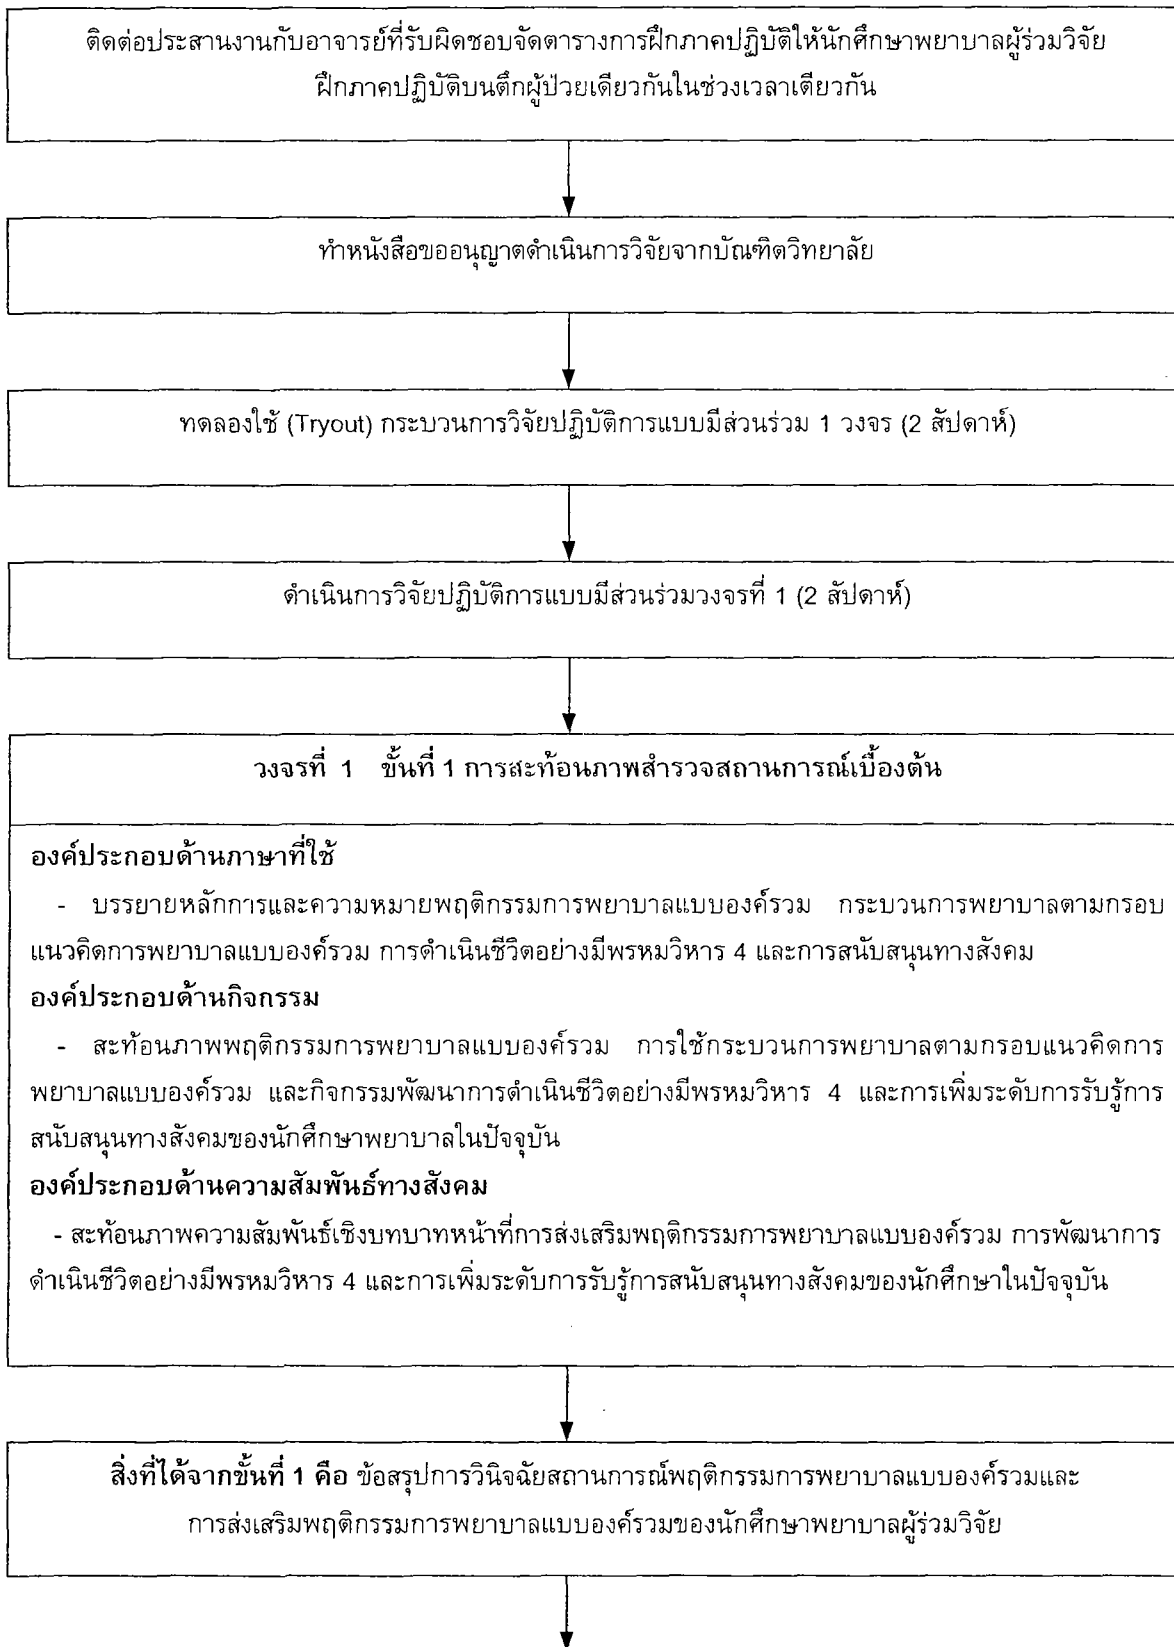 ติดต่อประสานงานกับอาจารย์ที่รับผิดชอบจัดตารางการฝึกภาคปฏิบัติให้นักศึกษาพยาบาลผู้ร่วมวิจัย
ฝึกภาคปฏิบัติบนตึกผู้ป่วยเดียวกันในช่วงเวลาเดียวกัน
ทำหนังสือขออนุญาตดำเนินการวิจัยจากบัณฑิตวิทยาลัย
ทดลองใช้ (Tryout) กระบวนการวิจัยปฏิบัติการแบบมีส่วนร่วม 1 วงจร (2 สัปดาห์)
ดำเนินการวิจัยปฏิบัติการแบบมีส่วนร่วมวงจรที่ 1 (2 สัปดาห์)
วงจรที่ 1 ขั้นที่ 1 การสะท้อนภาพสำรวจสถานการณ์เบื้องต้น
องค์ประกอบด้านภาษาที่ใช้
- บรรยายหลักการและความหมายพฤติกรรมการพยาบาลแบบองค์รวม กระบวนการพยาบาลตามกรอบ
แนวคิดการพยาบาลแบบองค์รวม การดำเนินชีวิตอย่างมีพรหมวิหาร 4 และการสนับสนุนทางสังคม
องค์ประกอบด้านกิจกรรม
- สะท้อนภาพพฤติกรรมการพยาบาลแบบองค์รวม การใช้กระบวนการพยาบาลตามกรอบแนวคิดการ
พยาบาลแบบองค์รวม และกิจกรรมพัฒนาการดำเนินชีวิตอย่างมีพรหมวิหาร 4 และการเพิ่มระดับการรับรู้การ
สนับสนุนทางสังคมของนักศึกษาพยาบาลในปัจจุบัน
องค์ประกอบด้านความสัมพันธ์ทางสังคม
- สะท้อนภาพความสัมพันธ์เชิงบทบาทหน้าที่การส่งเสริมพฤติกรรมการพยาบาลแบบองค์รวม การพัฒนาการ
ดำเนินชีวิตอย่างมีพรหมวิหาร 4 และการเพิ่มระดับการรับรู้การสนับสนุนทางสังคมของนักศึกษาในปัจจุบัน
สิ่งที่ได้จากขั้นที่ 1 คือ ข้อสรุปการวินิจฉัยสถานการณ์พฤติกรรมการพยาบาลแบบองค์รวมและ
การส่งเสริมพฤติกรรมการพยาบาลแบบองค์รวมของนักศึกษาพยาบาลผู้ร่วมวิจัย